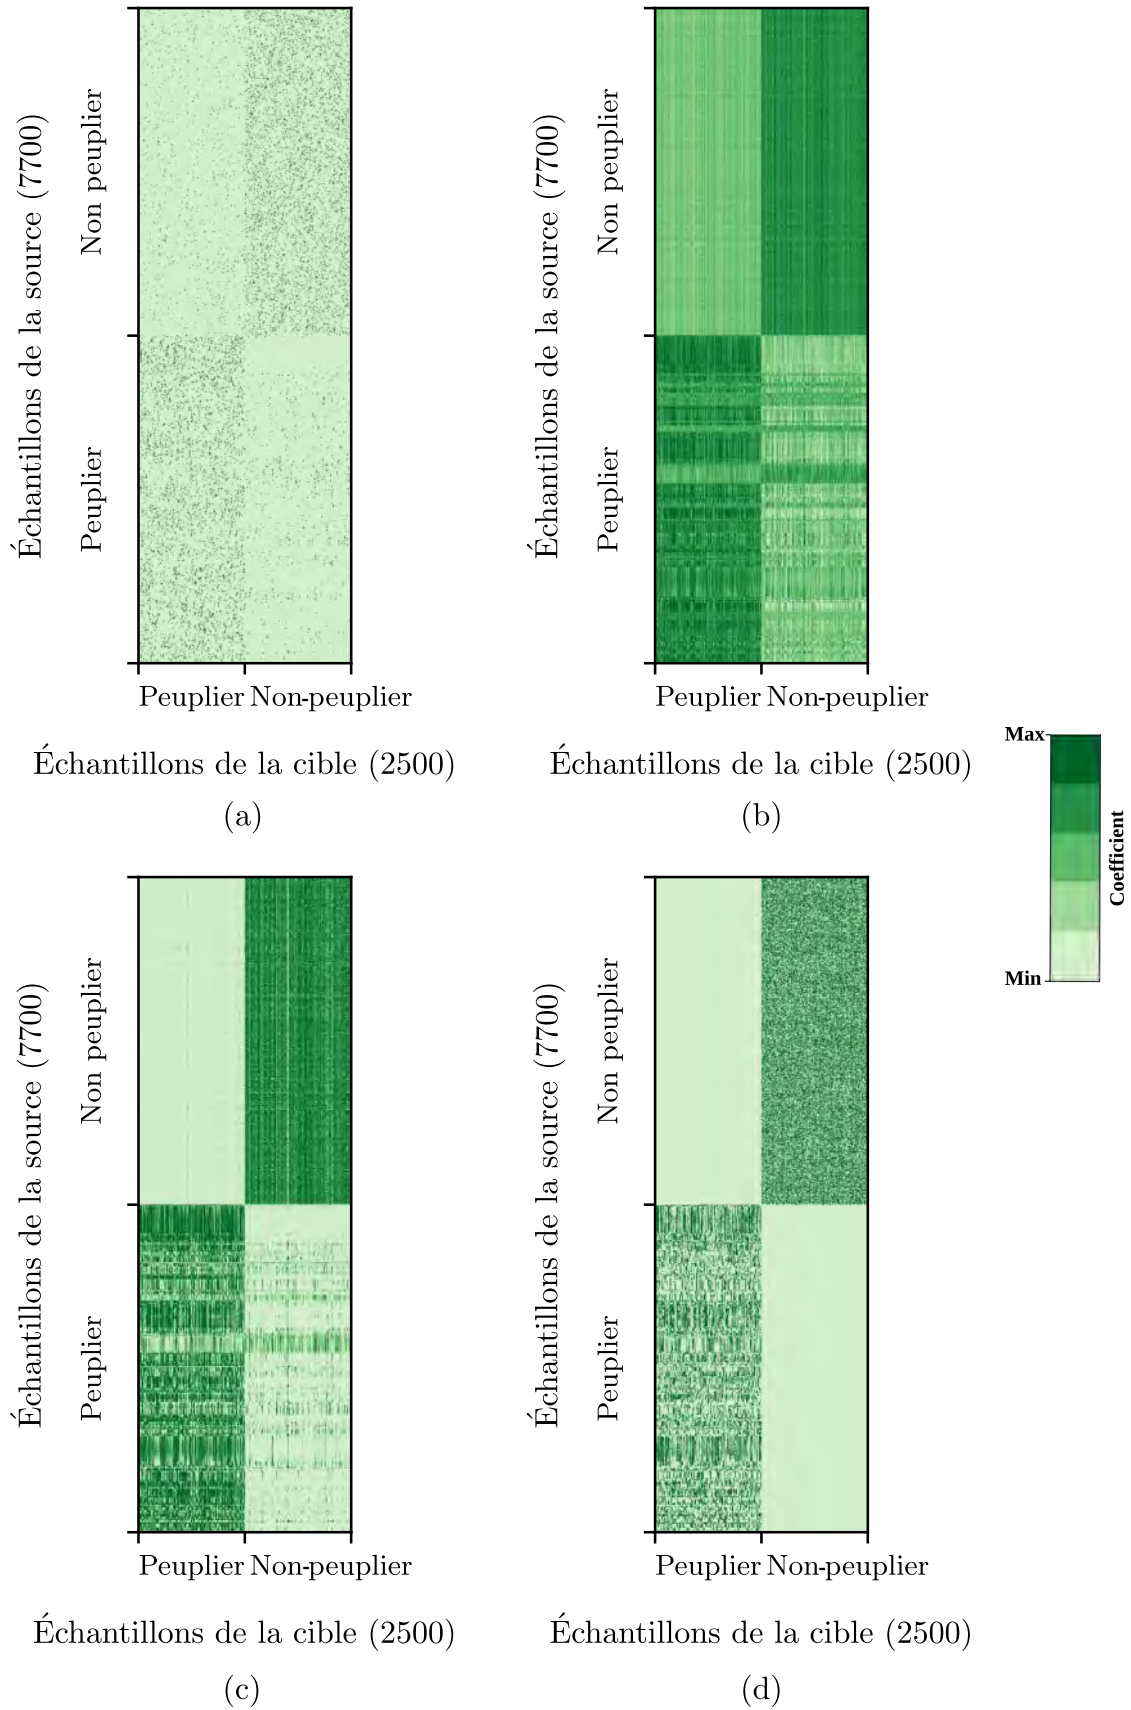 Échantillons de la source (7700)
Non peuplier
Peuplier
Peuplier Non-peuplier
Échantillons de la cible (2500)
(a)
Échantillons de la source (7700)
Non peuplier
Peuplier
Peuplier Non-peuplier
Échantillons de la cible (2500)
(b)
Max
Min
Coefficient
Échantillons de la source (7700)
Non peuplier
Peuplier
Peuplier Non-peuplier
Échantillons de la cible (2500)
(c)
Échantillons de la source (7700)
Non peuplier
Peuplier
Peuplier Non-peuplier
Échantillons de la cible (2500)
(d)